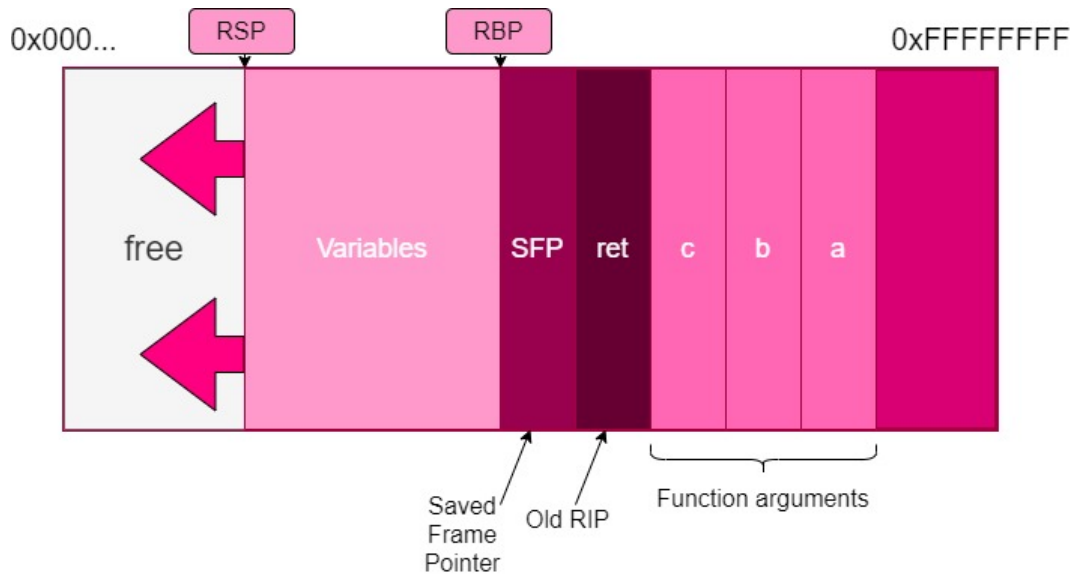 RSP
RBP
0x000...
0xFFFFFFFF
free
Variables
SFP
ret
c
b
a
Saved
Frame
Pointer
Old RIP
Function arguments